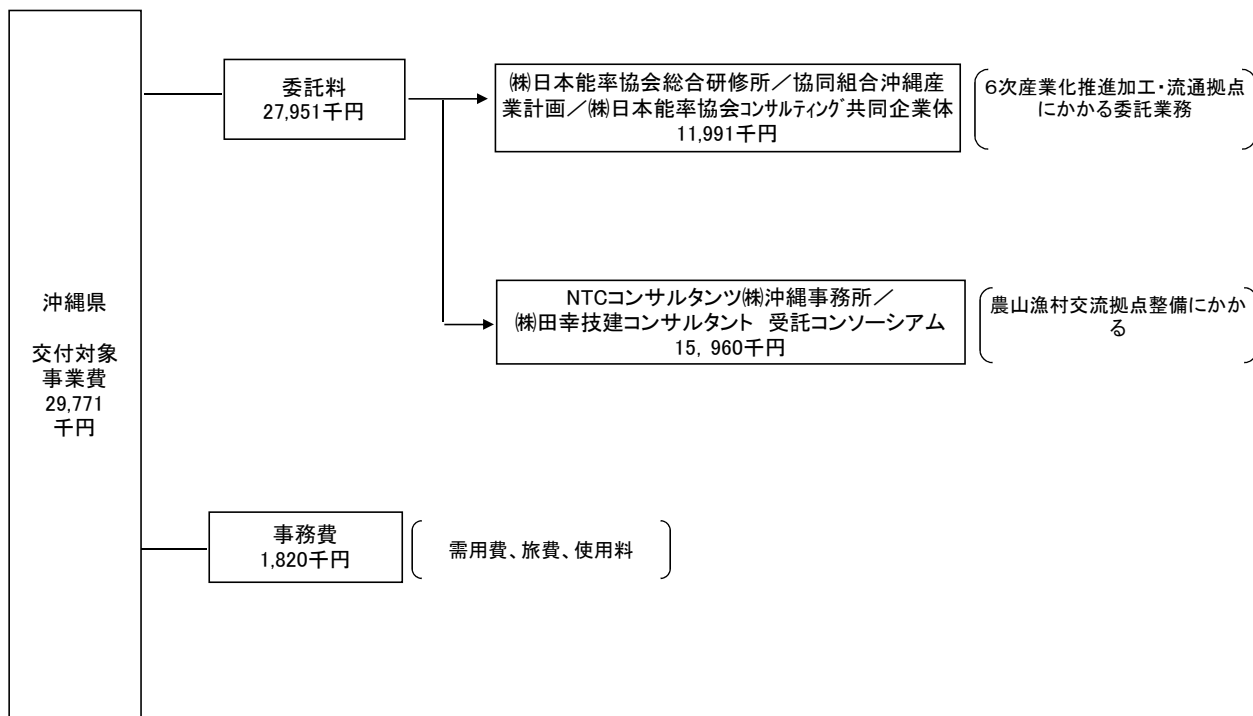 沖縄県
交付対象
事業費
29,771
千円
委託料
27,951千円
㈱日本能率協会総合研修所／協同組合沖縄産
業計画／㈱日本能率協会ｺﾝｻﾙﾃｨﾝｸﾞ共同企業体
11,991千円
６次産業化推進加工・流通拠点
にかかる委託業務
NTCコンサルタンツ㈱沖縄事務所／
㈱田幸技建コンサルタント　受託コンソーシアム
15，960千円
農山漁村交流拠点整備にかか
る
事務費
1,820千円
需用費、旅費、使用料